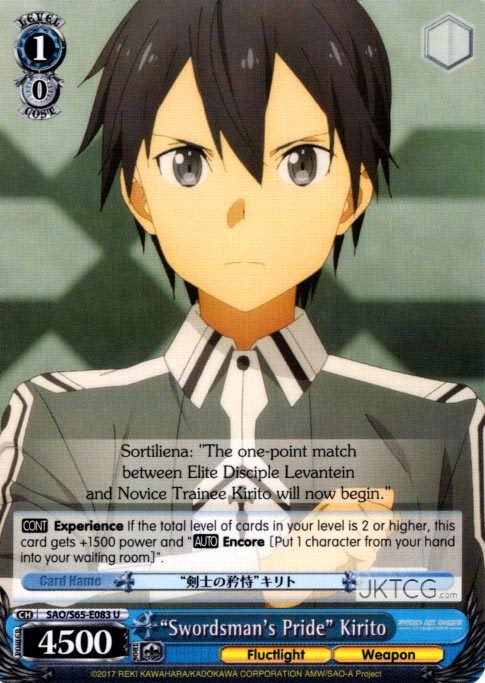 LEVEL
1
0
COST
Sortiliena: "The one-point match
between Elite Disciple Levantein
and Novice Trainee Kirito will now begin."
CONT Experience If the total level of cards in your level is 2 or higher, this
card gets +1500 power and "AUTO Encore [Put 1 character from your hand
into your waiting room]".
Card Name
“剣士の矜恃”キリト
JKTCG.com
CH SAO/S65-E083 U
POWER
4500
SOUL
“Swordsman's Pride” Kirito
Fluctlight
Weapon
©2017 REKI KAWAHARA/KADOKAWA CORPORATION AMW/SAO-A Project